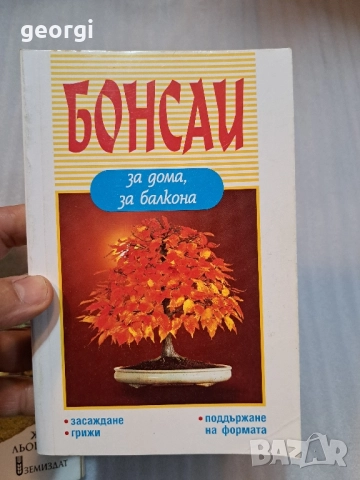 georgi
БОНСАИ
за дома,
за балкона
• засаждане
• грижи
• поддържане
на формата
ЗЕМИЗДАТ
BAZAR